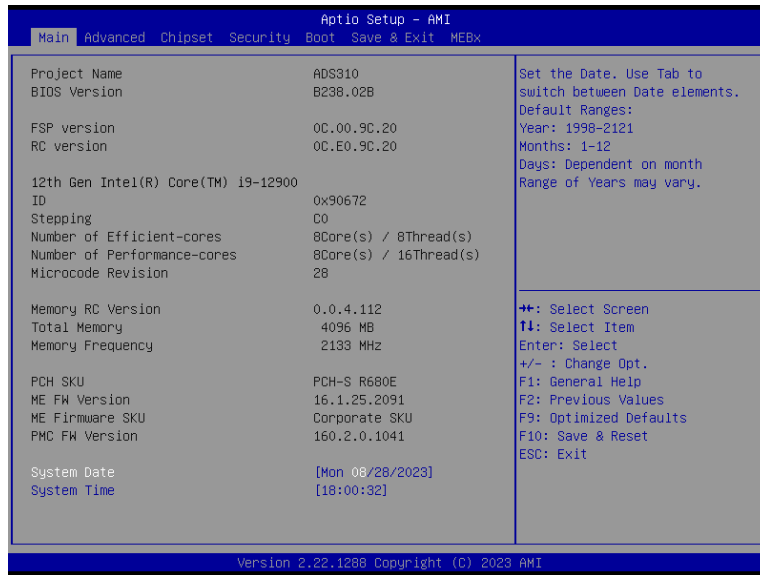 Aptio Setup - AMI
Main Advanced Chipset Security Boot Save & Exit MEBx
Project Name ADS310
BIOS Version B238.02B
FSP version 0C.00.9C.20
RC version 0C.E0.9C.20
12th Gen Intel(R) Core(TM) i9-12900
ID 0x90672
Stepping C0
Number of Efficient-cores 8Core(s) / 8Thread(s)
Number of Performance-cores 8Core(s) / 16Thread(s)
Microcode Revision 28
Memory RC Version 0.0.4.112
Total Memory 4096 MB
Memory Frequency 2133 MHz
PCH SKU PCH-S R680E
ME FW Version 16.1.25.2091
ME Firmware SKU Corporate SKU
PMC FW Version 160.2.0.1041
System Date [Mon 08/28/2023]
System Time [18:00:32]
Set the Date. Use Tab to
switch between Date elements.
Default Ranges:
Year: 1998-2121
Months: 1-12
Days: Dependent on month
Range of Years may vary.
→←: Select Screen
↑↓: Select Item
Enter: Select
+/- : Change Opt.
F1: General Help
F2: Previous Values
F9: Optimized Defaults
F10: Save & Reset
ESC: Exit
Version 2.22.1288 Copyright (C) 2023 AMI